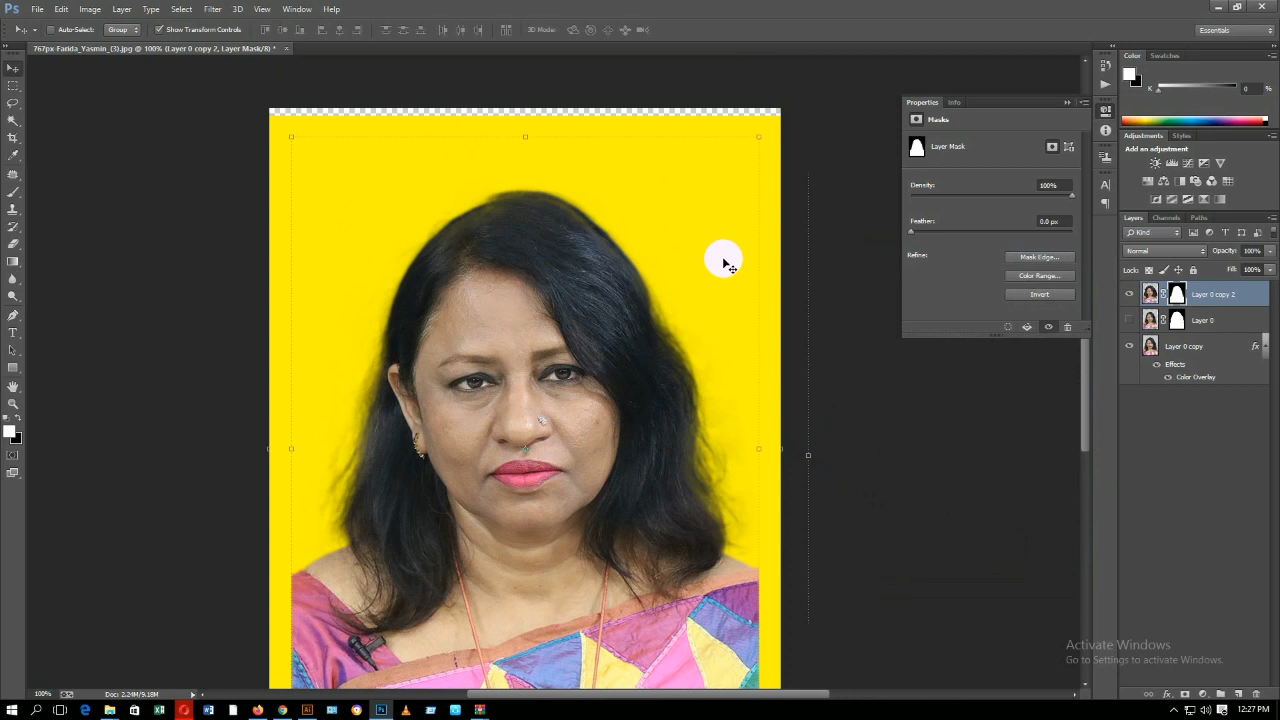 Ps File Edit Image Layer Type Select Filter 3D View Window Help
Auto-Select: Group Show Transform Controls 3D Mode: Essentials
767px-Farida_Yasmin_(3).jpg @ 100% (Layer 0 copy 2, Layer Mask/8) * ×
Color Swatches
K 0 %
Properties Info
Masks
Layer Mask
Density: 100%
Feather: 0.0 px
Refine: Mask Edge...
Color Range...
Invert
Adjustments Styles
Add an adjustment
Layers Channels Paths
Kind
Normal Opacity: 100%
Lock: Fill: 100%
Layer 0 copy 2
Layer 0
Layer 0 copy fx
Effects
Color Overlay
Activate Windows
Go to Settings to activate Windows.
100% Doc: 2.24M/9.18M
12:27 PM